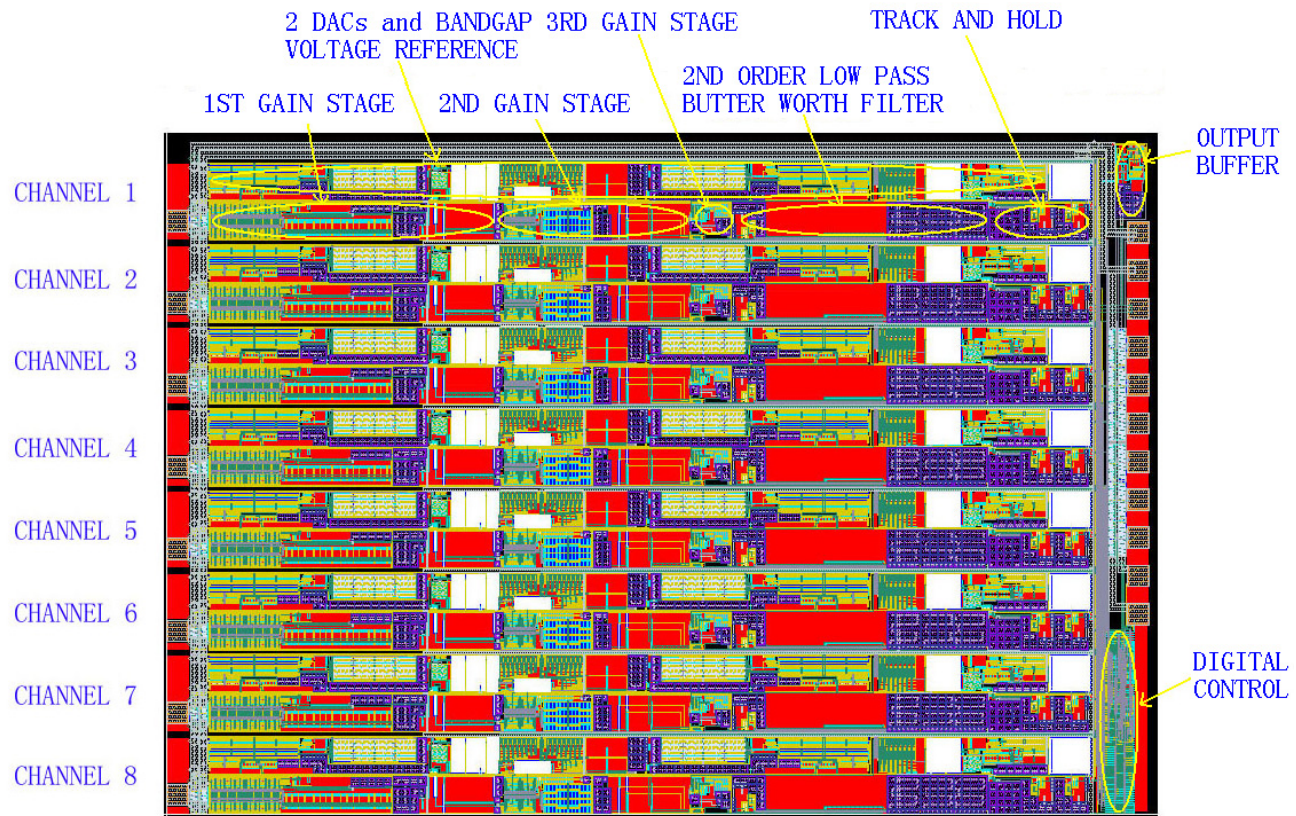 2 DACs and BANDGAP
VOLTAGE REFERENCE
3RD GAIN STAGE
TRACK AND HOLD
1ST GAIN STAGE
2ND GAIN STAGE
2ND ORDER LOW PASS
BUTTER WORTH FILTER
OUTPUT
BUFFER
CHANNEL 1
CHANNEL 2
CHANNEL 3
CHANNEL 4
CHANNEL 5
CHANNEL 6
CHANNEL 7
CHANNEL 8
DIGITAL
CONTROL